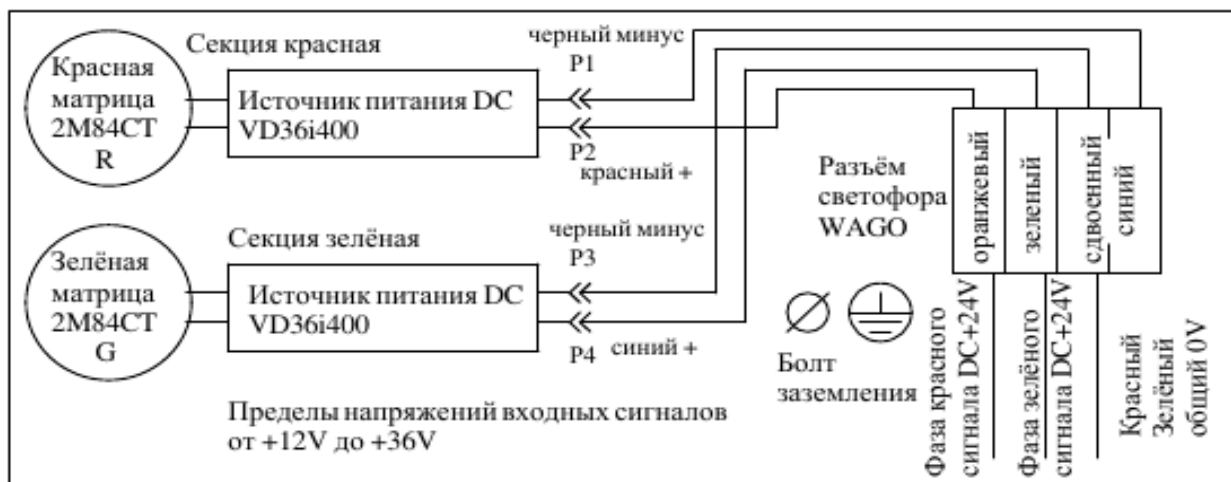 Секция красная
черный минус
P1
Красная
матрица
2M84CT
R
Источник питания DC
VD36i400
P2
красный +
Секция зелёная
черный минус
P3
Зелёная
матрица
2M84CT
G
Источник питания DC
VD36i400
P4
синий +
Разъём
светофора
WAGO
оранжевый
зеленый
сдвоенный
синий
Болт
заземления
Фаза красного
сигнала DC+24V
Фаза зелёного
сигнала DC+24V
Красный
Зелёный
общий 0V
Пределы напряжений входных сигналов
от +12V до +36V